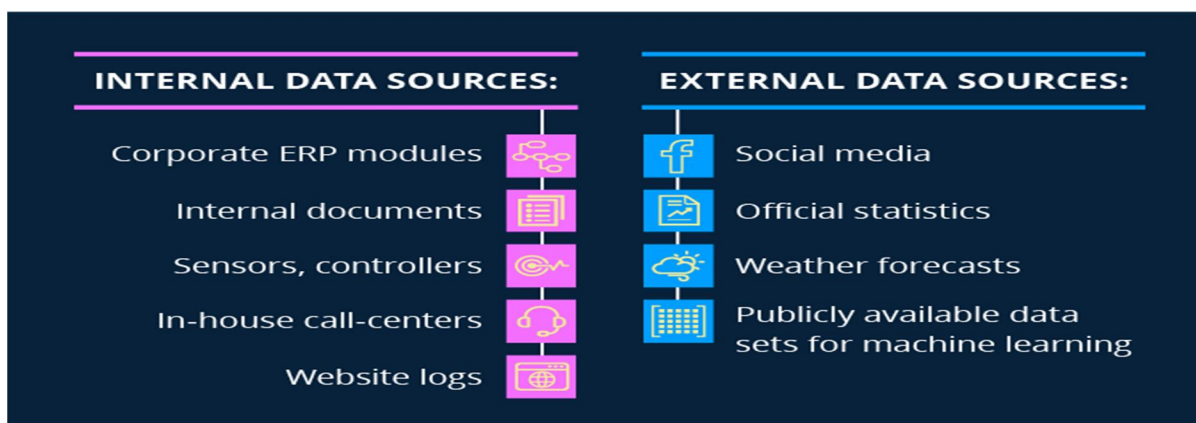 INTERNAL DATA SOURCES:
Corporate ERP modules
Internal documents
Sensors, controllers
In-house call-centers
Website logs
EXTERNAL DATA SOURCES:
Social media
Official statistics
Weather forecasts
Publicly available data
sets for machine learning